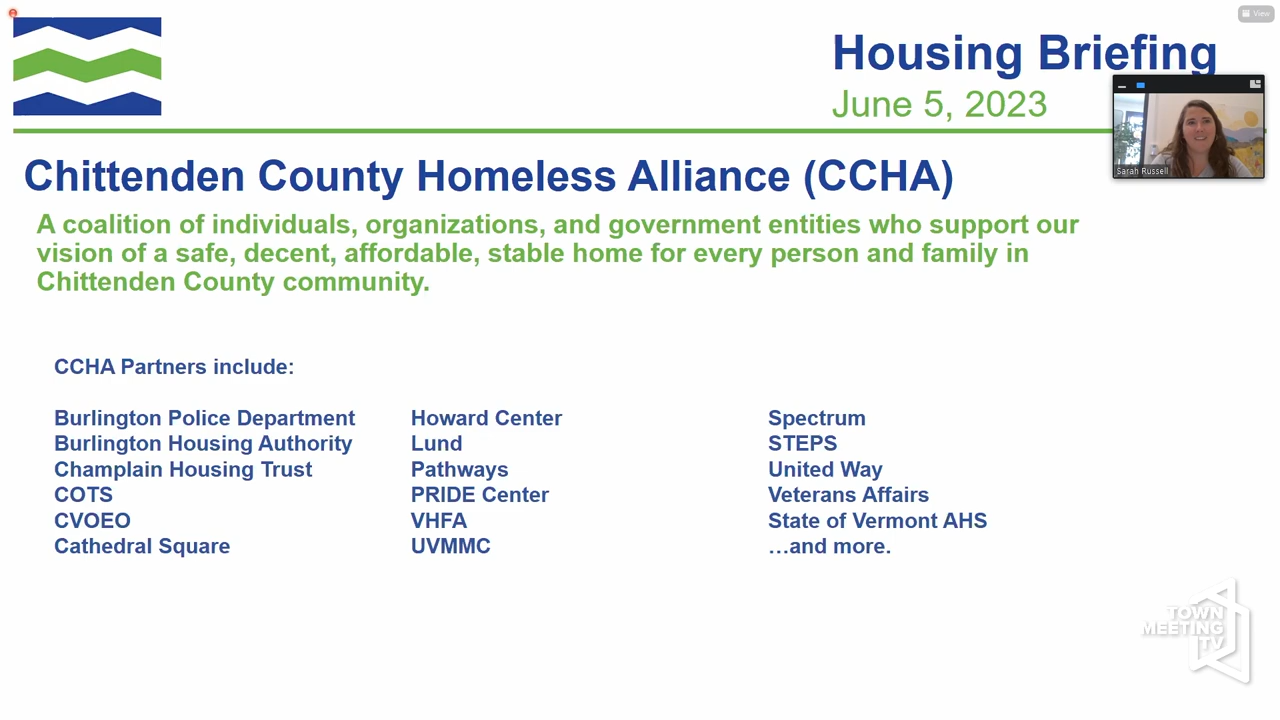 View
Housing Briefing
June 5, 2023
Sarah Russell
Chittenden County Homeless Alliance (CCHA)
A coalition of individuals, organizations, and government entities who support our
vision of a safe, decent, affordable, stable home for every person and family in
Chittenden County community.
CCHA Partners include:
Burlington Police Department
Burlington Housing Authority
Champlain Housing Trust
COTS
CVOEO
Cathedral Square
Howard Center
Lund
Pathways
PRIDE Center
VHFA
UVMMC
Spectrum
STEPS
United Way
Veterans Affairs
State of Vermont AHS
…and more.
TOWN
MEETING
TV